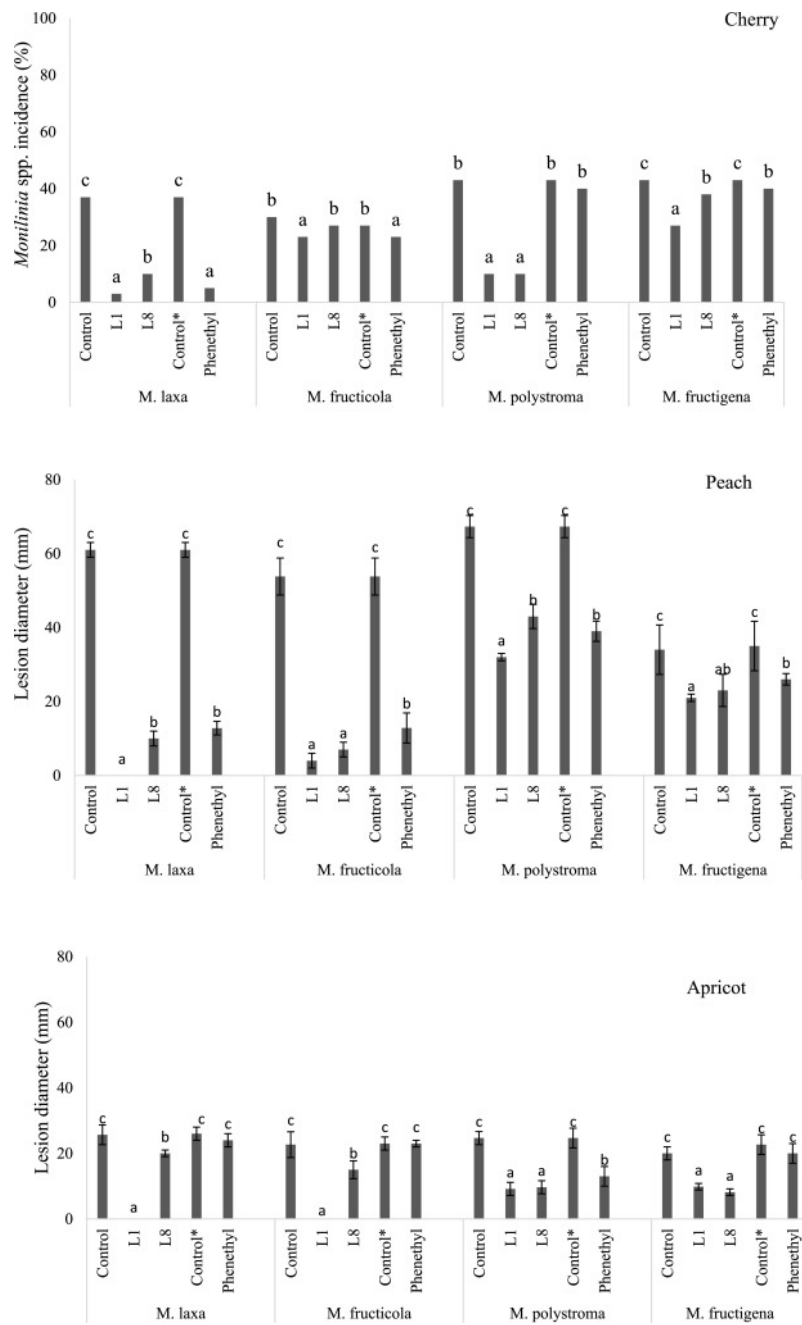 Cherry
Monilinia spp. incidence (%)
100
80
60
40
20
0
c a b c a
b a b b a
b a a b b
c a b c b
Control L1 L8 Control* Phenethyl
Control L1 L8 Control* Phenethyl
Control L1 L8 Control* Phenethyl
Control L1 L8 Control* Phenethyl
M. laxa M. fructicola M. polystroma M. fructigena
Peach
Lesion diameter (mm)
80
60
40
20
0
c a b c b
c a a c b
c a b c b
c a ab c b
Control L1 L8 Control* Phenethyl
Control L1 L8 Control* Phenethyl
Control L1 L8 Control* Phenethyl
Control L1 L8 Control* Phenethyl
M. laxa M. fructicola M. polystroma M. fructigena
Apricot
Lesion diameter (mm)
80
60
40
20
0
c a b c c
c a b c c
c a a c b
c a a c c
Control L1 L8 Control* Phenethyl
Control L1 L8 Control* Phenethyl
Control L1 L8 Control* Phenethyl
Control L1 L8 Control* Phenethyl
M. laxa M. fructicola M. polystroma M. fructigena